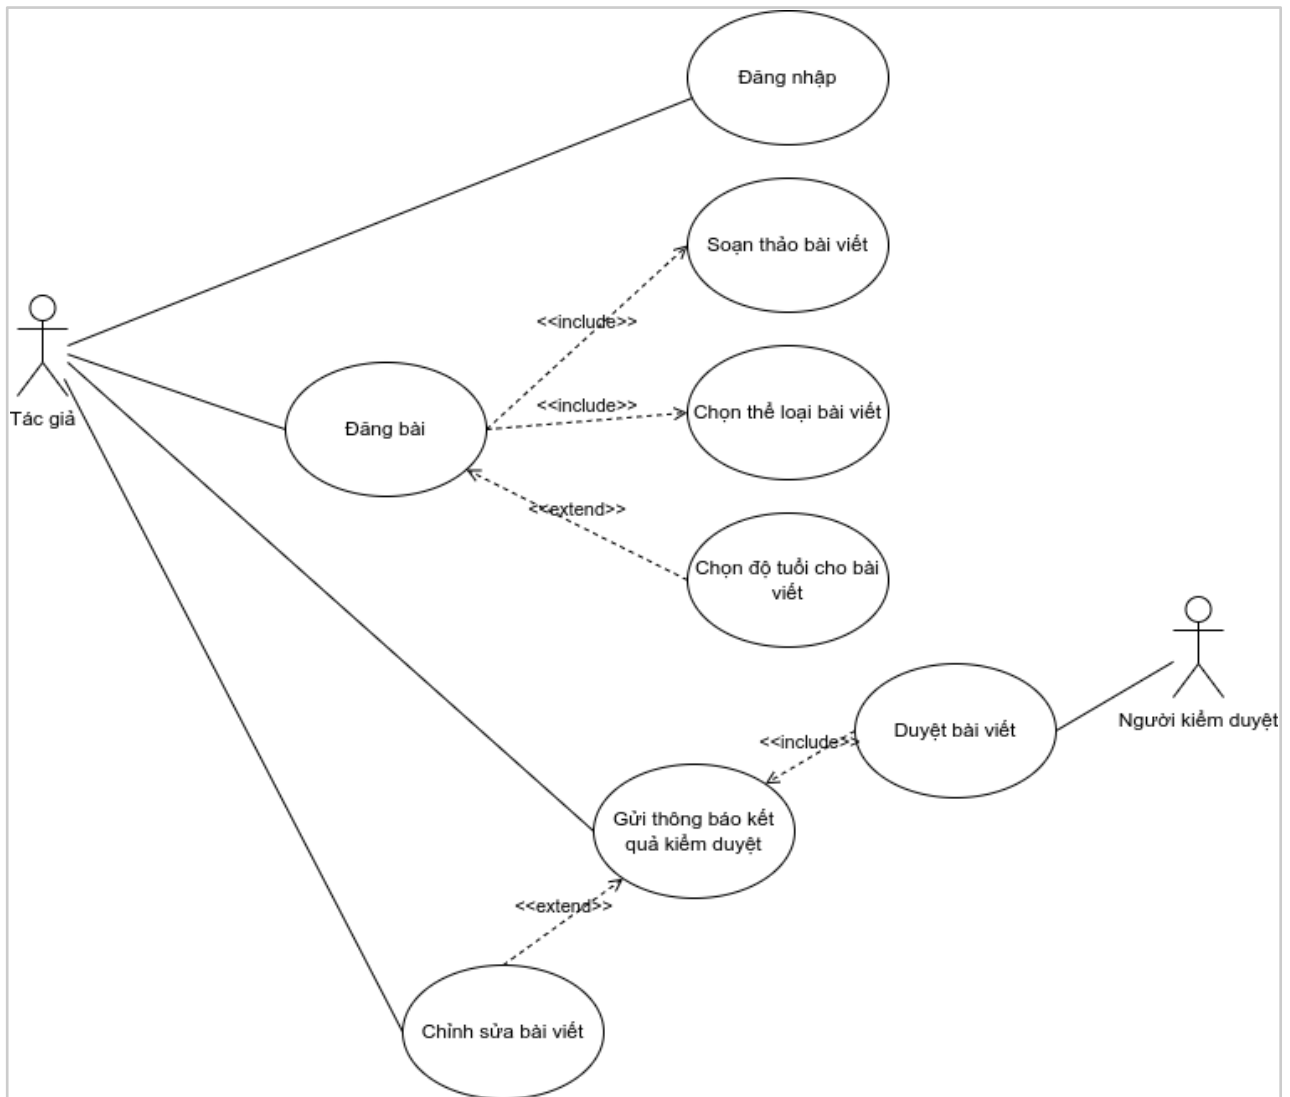 Đăng nhập
Soạn thảo bài viết
<<include>>
Tác giả
<<include>>
Chọn thể loại bài viết
Đăng bài
<<extend>>
Chọn độ tuổi cho bài
viết
Người kiểm duyệt
Duyệt bài viết
<<include>>
Gửi thông báo kết
quả kiểm duyệt
<<extend>>
Chỉnh sửa bài viết